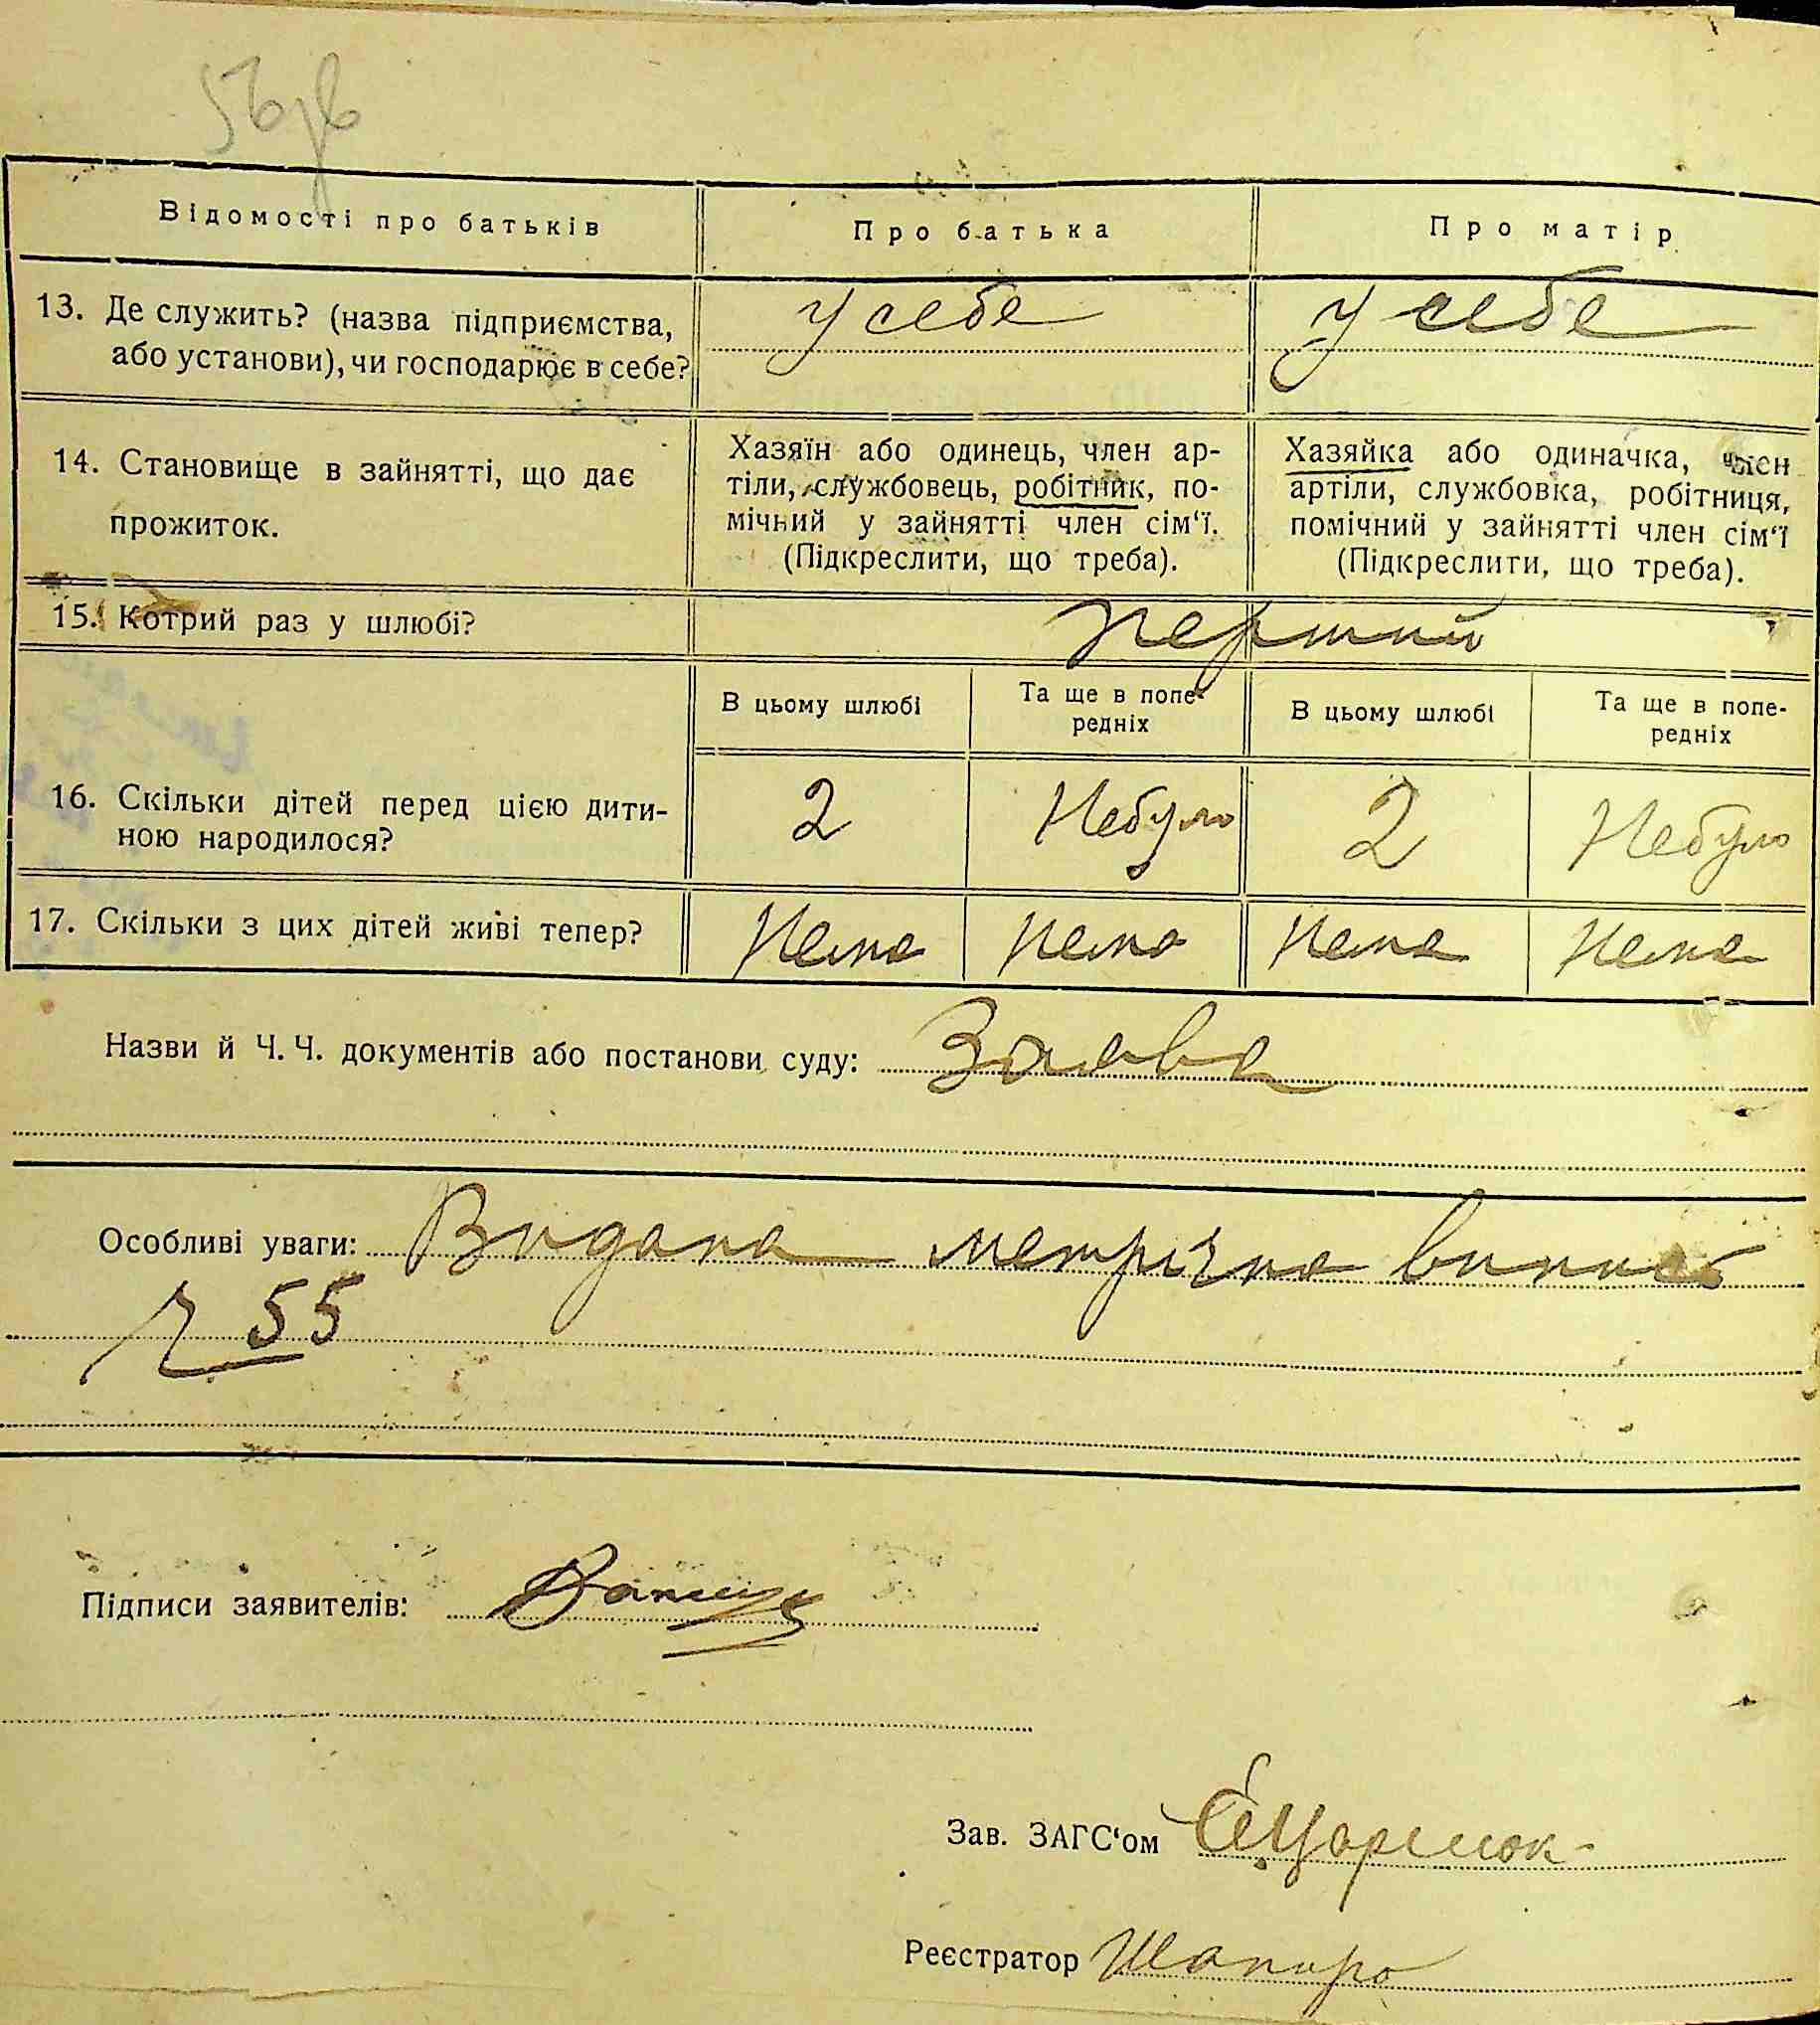 56
Відомості про батьків
Про батька
Про матір
13. Де служить? (назва підприємства,
або установи), чи господарює в себе?
у себе
у себе
14. Становище в зайнятті, що дає
прожиток.
Хазяїн або одинець, член ар-
тіли, службовець, робітник, по-
мічний у зайнятті член сім‘ї.
(Підкреслити, що треба).
Хазяйка або одиначка, член
артіли, службовка, робітниця,
помічний у зайнятті член сім‘ї
(Підкреслити, що треба).
15. Котрий раз у шлюбі?
перший
В цьому шлюбі
Та ще в попе-
редніх
В цьому шлюбі
Та ще в попе-
редніх
16. Скільки дітей перед цією дити-
ною народилося?
2
Небуло
2
Небуло
17. Скільки з цих дітей живі тепер?
Нема
Нема
Нема
Нема
Назви й Ч. Ч. документів або постанови суду: Заява
Особливі уваги: Видана метрічна випись
55
Підписи заявителів:
Зав. ЗАГС‘ом
Реєстратор Шапиро